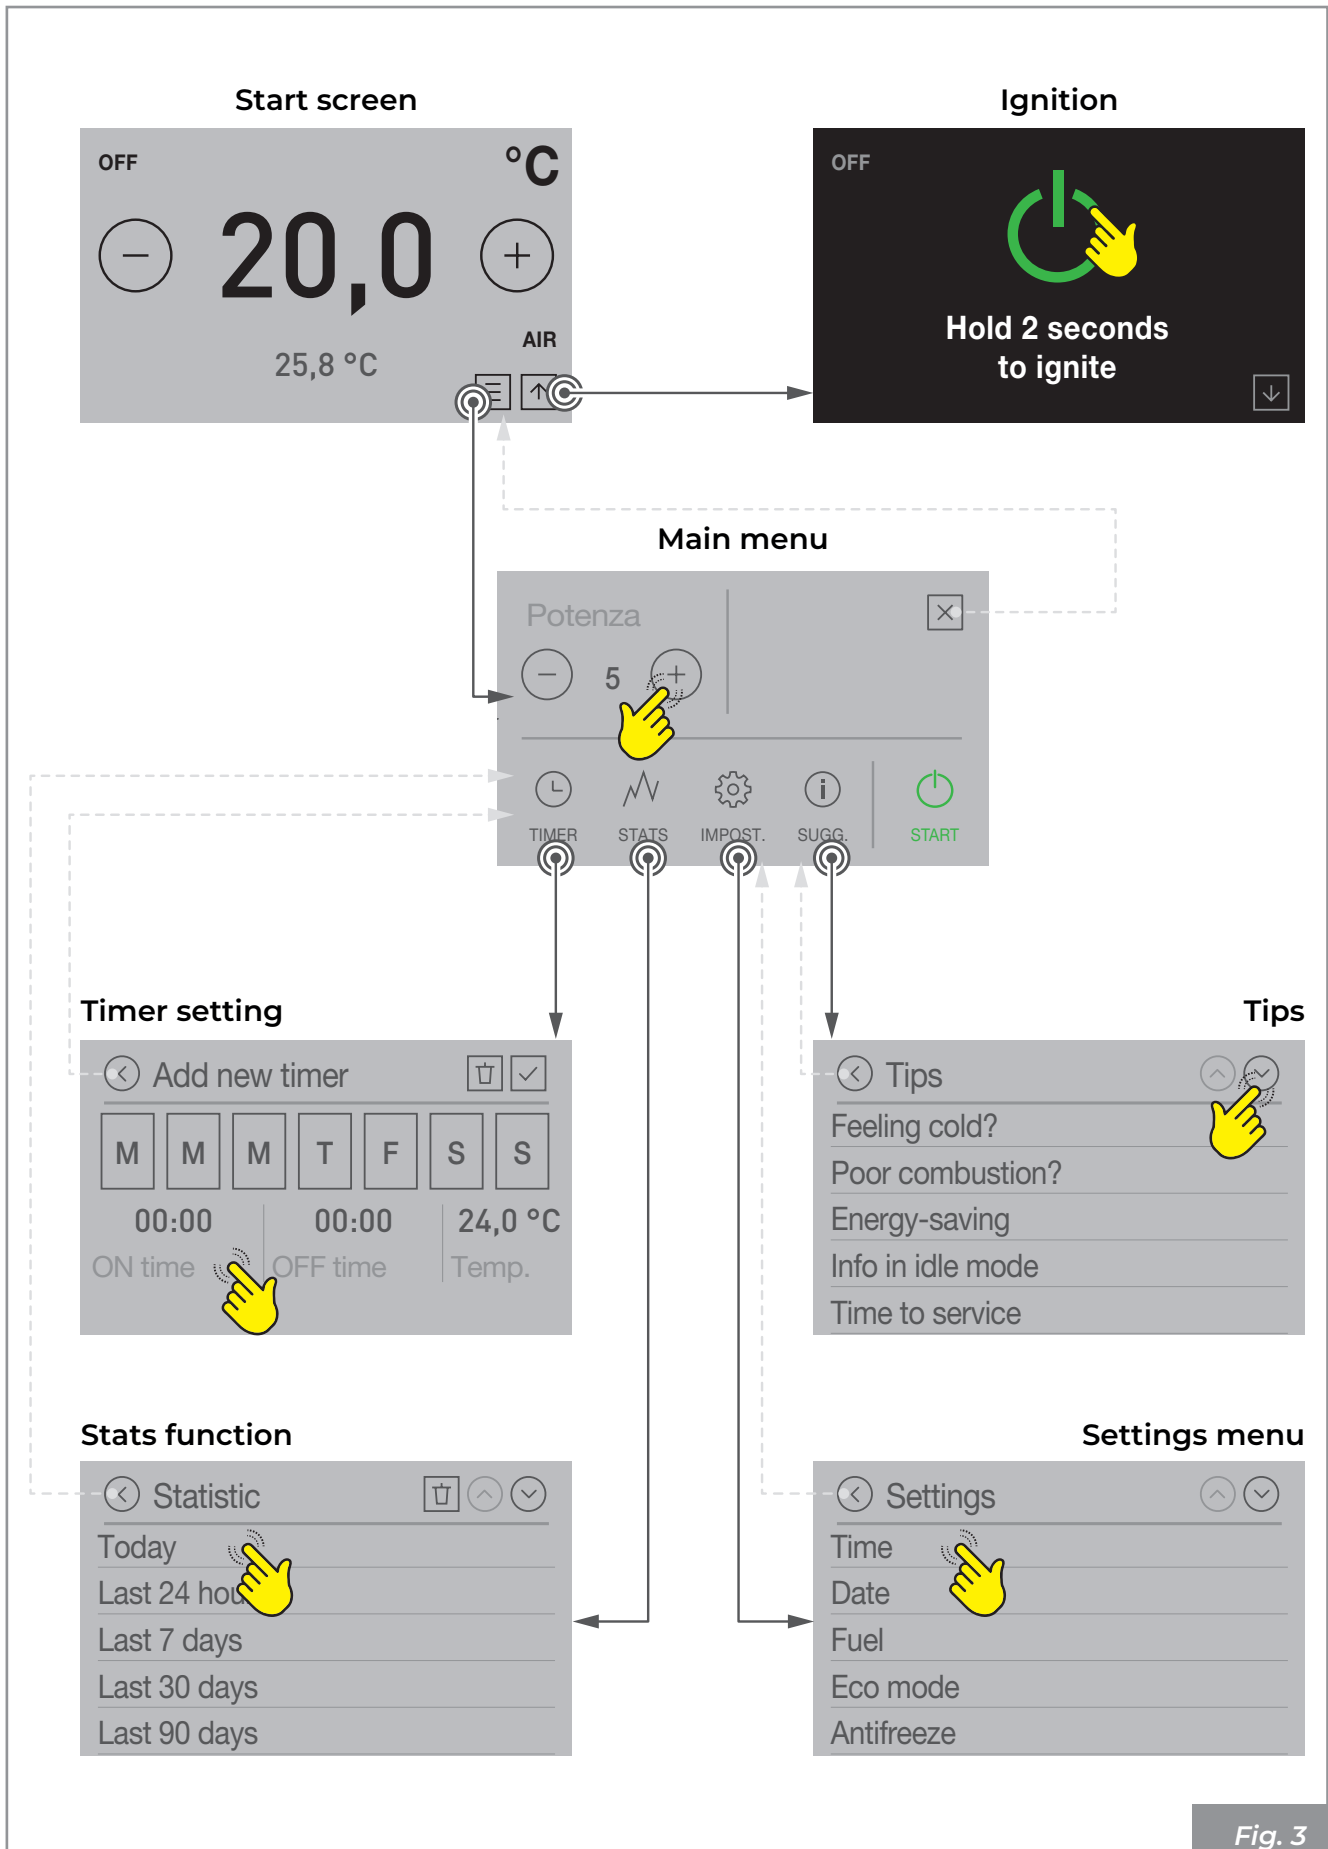 Start screen
OFF
°C
20,0
AIR
25,8 °C
Ignition
OFF
Hold 2 seconds
to ignite
Main menu
Potenza
5
TIMER STATS IMPOST. SUGG. START
Timer setting
Add new timer
M M M T F S S
00:00 00:00 24,0 °C
ON time OFF time Temp.
Tips
Tips
Feeling cold?
Poor combustion?
Energy-saving
Info in idle mode
Time to service
Stats function
Statistic
Today
Last 24 hou
Last 7 days
Last 30 days
Last 90 days
Settings menu
Settings
Time
Date
Fuel
Eco mode
Antifreeze
Fig. 3